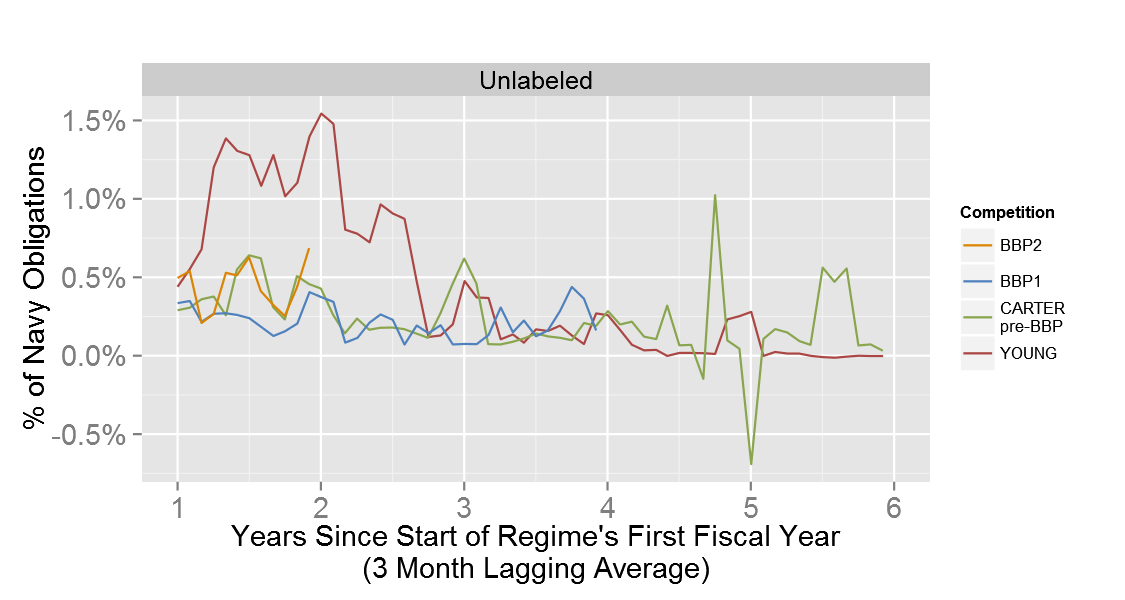 Unlabeled
% of Navy Obligations
1.5%
1.0%
0.5%
0.0%
-0.5%
1 2 3 4 5 6
Years Since Start of Regime's First Fiscal Year
(3 Month Lagging Average)
Competition
BBP2
BBP1
CARTER
pre-BBP
YOUNG